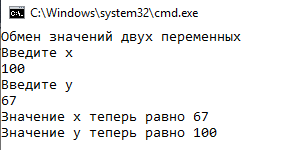 C:\Windows\system32\cmd.exe
Обмен значений двух переменных
Введите x
100
Введите y
67
Значение x теперь равно 67
Значение y теперь равно 100